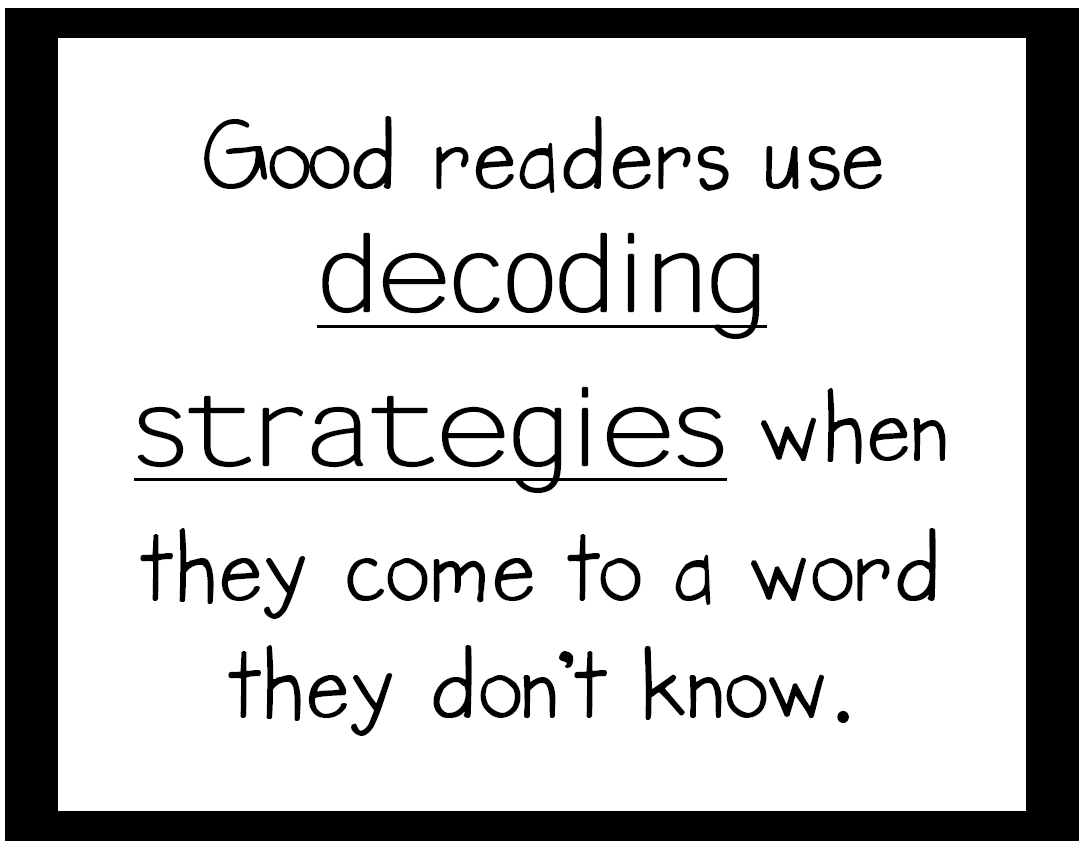 Good readers use
decoding
strategies when
they come to a word
they don't know.